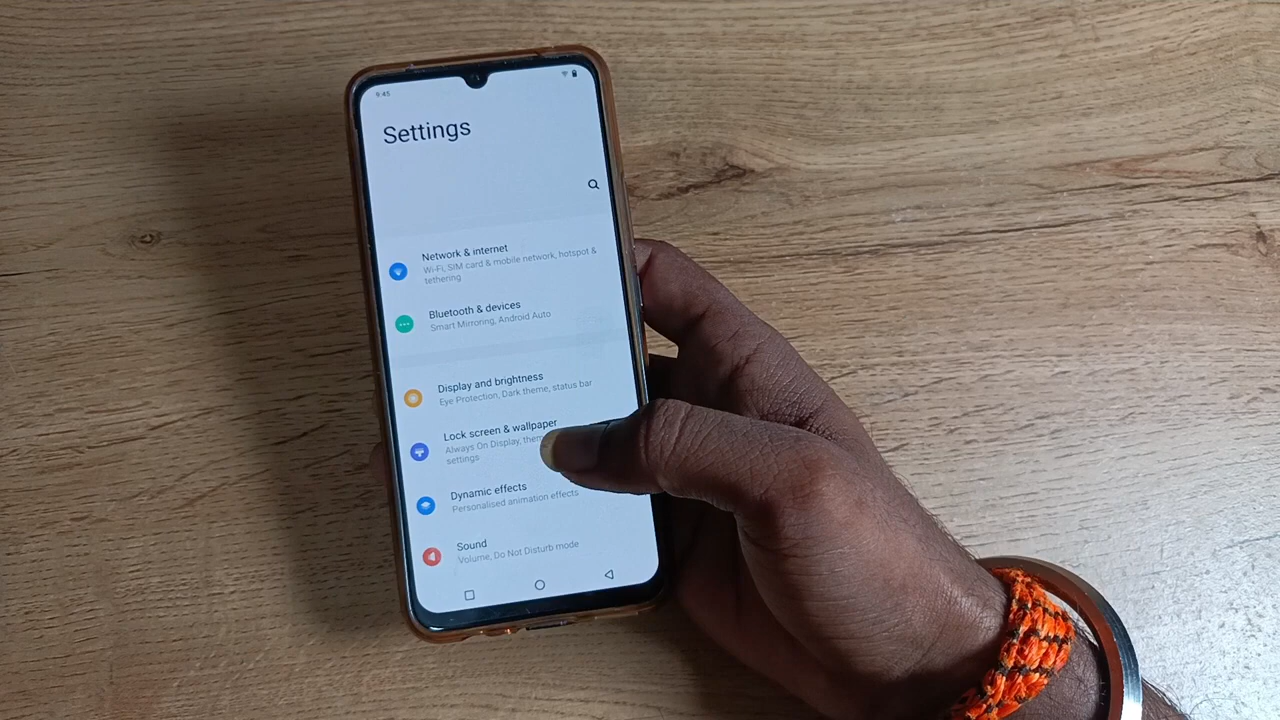 9:45
Settings
Network & internet
Wi-Fi, SIM card & mobile network, hotspot &
tethering
Bluetooth & devices
Smart Mirroring, Android Auto
Display and brightness
Eye Protection, Dark theme, status bar
Lock screen & wallpaper
Always On Display,
settings
Dynamic effects
Personalised animation effects
Sound
Volume, Do Not Disturb mode